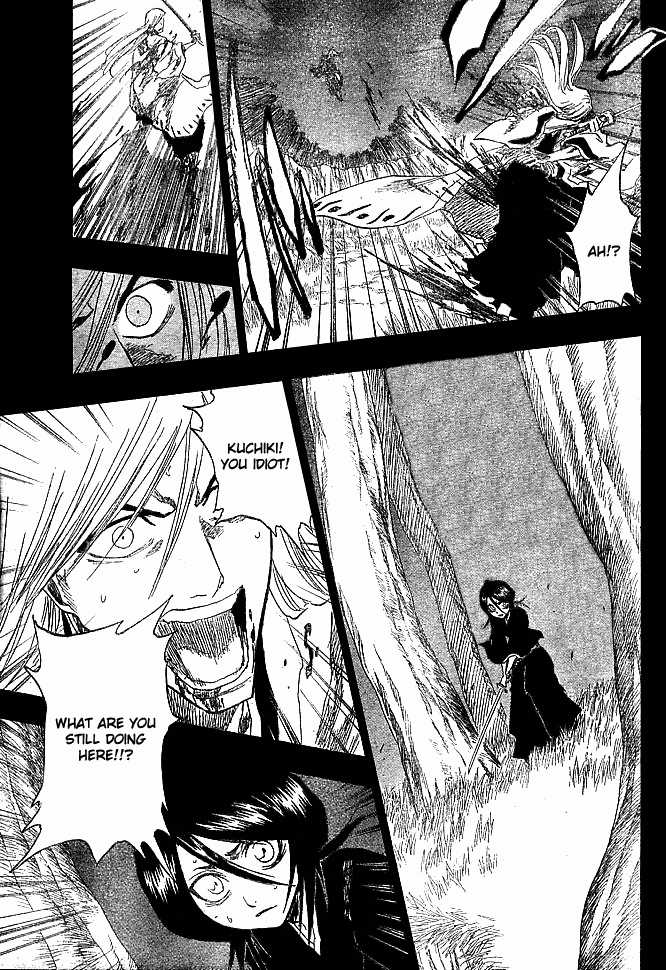 AH!?
KUCHIKI!
YOU IDIOT!
WHAT ARE YOU
STILL DOING
HERE!!?